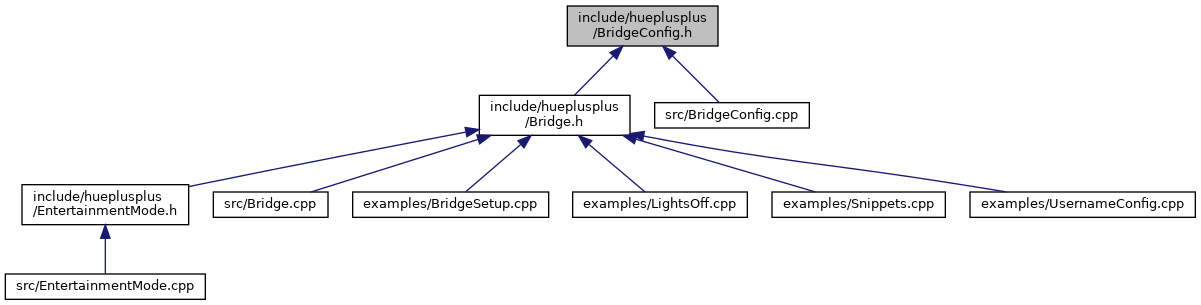 include/hueplusplus
/BridgeConfig.h
include/hueplusplus
/Bridge.h
src/BridgeConfig.cpp
include/hueplusplus
/EntertainmentMode.h
src/Bridge.cpp
examples/BridgeSetup.cpp
examples/LightsOff.cpp
examples/Snippets.cpp
examples/UsernameConfig.cpp
src/EntertainmentMode.cpp